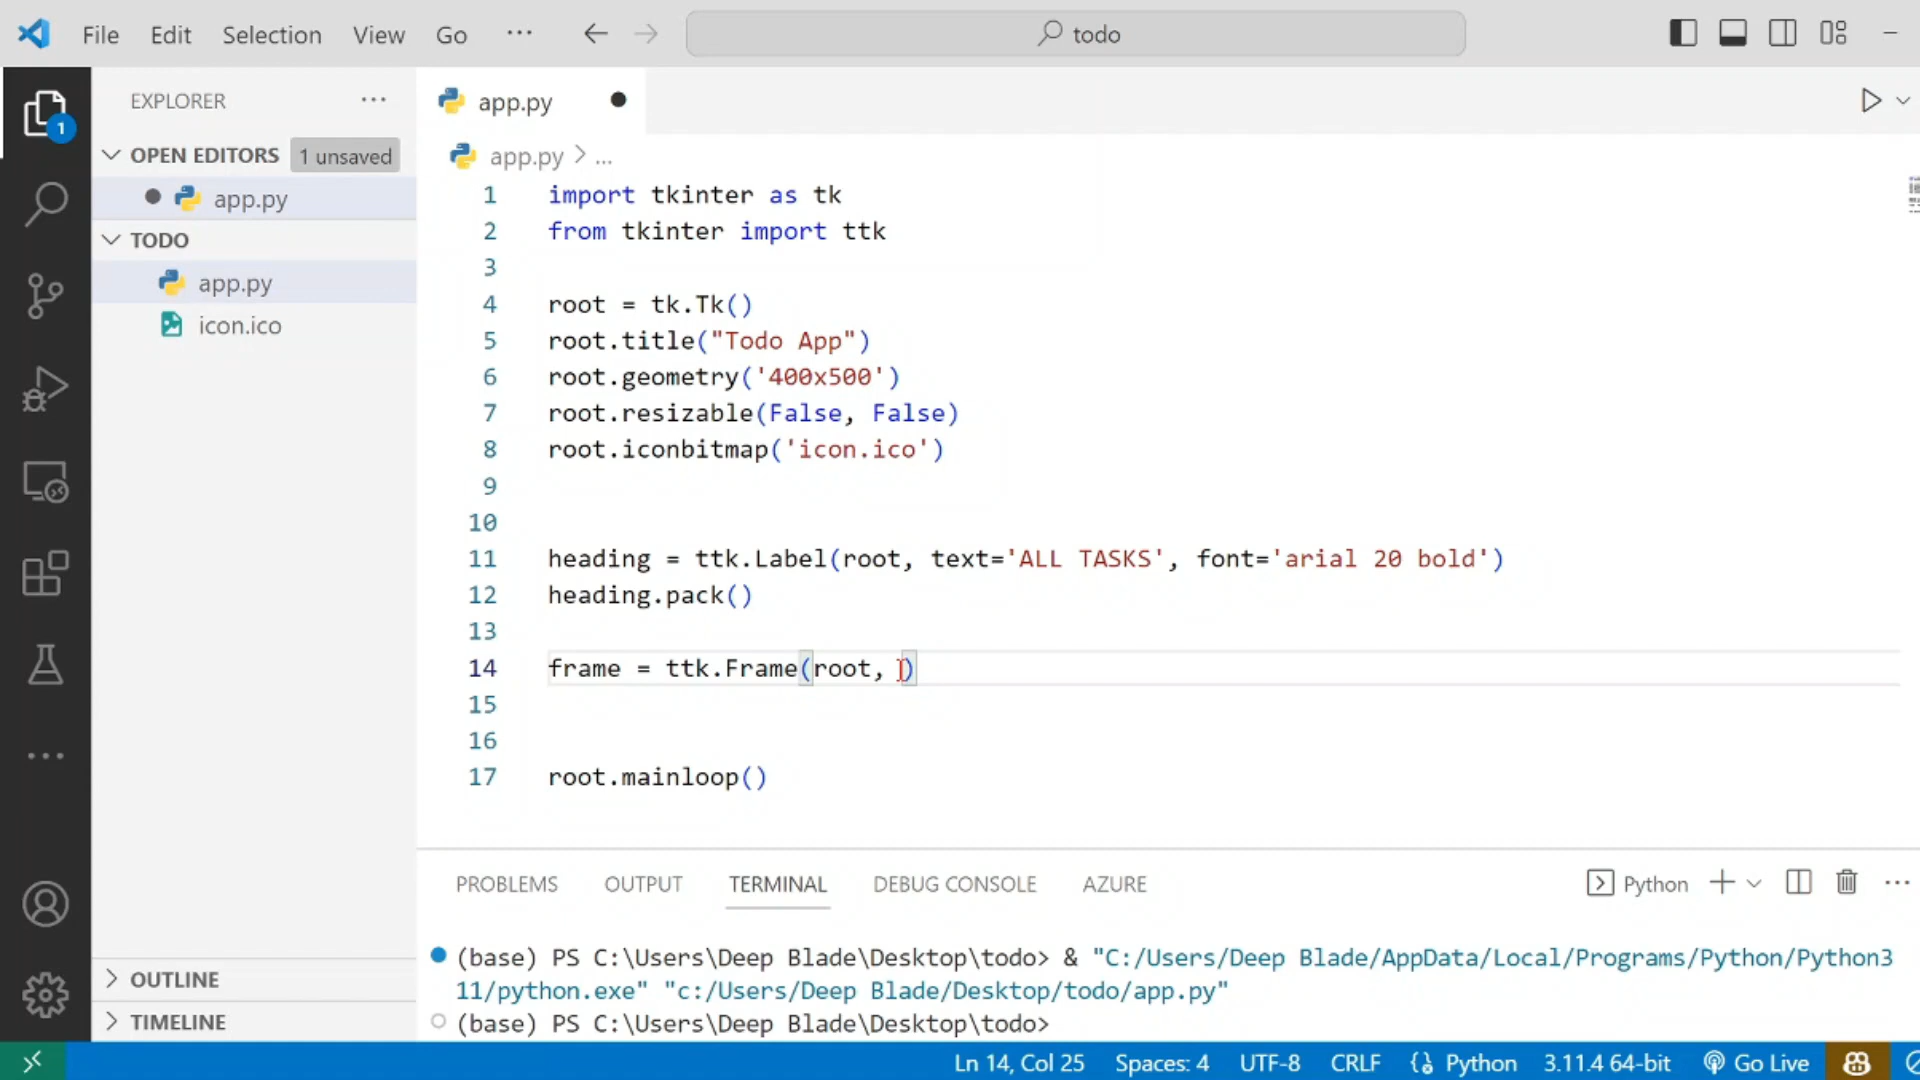 File Edit Selection View Go ··· todo
EXPLORER ···
OPEN EDITORS 1 unsaved
app.py
TODO
app.py
icon.ico
OUTLINE
TIMELINE
1
app.py
app.py > ...
1 import tkinter as tk
2 from tkinter import ttk
3
4 root = tk.Tk()
5 root.title("Todo App")
6 root.geometry('400x500')
7 root.resizable(False, False)
8 root.iconbitmap('icon.ico')
9
10
11 heading = ttk.Label(root, text='ALL TASKS', font='arial 20 bold')
12 heading.pack()
13
14 frame = ttk.Frame(root, )
15
16
17 root.mainloop()
PROBLEMS OUTPUT TERMINAL DEBUG CONSOLE AZURE Python
(base) PS C:\Users\Deep Blade\Desktop\todo> & "C:/Users/Deep Blade/AppData/Local/Programs/Python/Python3
11/python.exe" "c:/Users/Deep Blade/Desktop/todo/app.py"
(base) PS C:\Users\Deep Blade\Desktop\todo>
Ln 14, Col 25 Spaces: 4 UTF-8 CRLF Python 3.11.4 64-bit Go Live